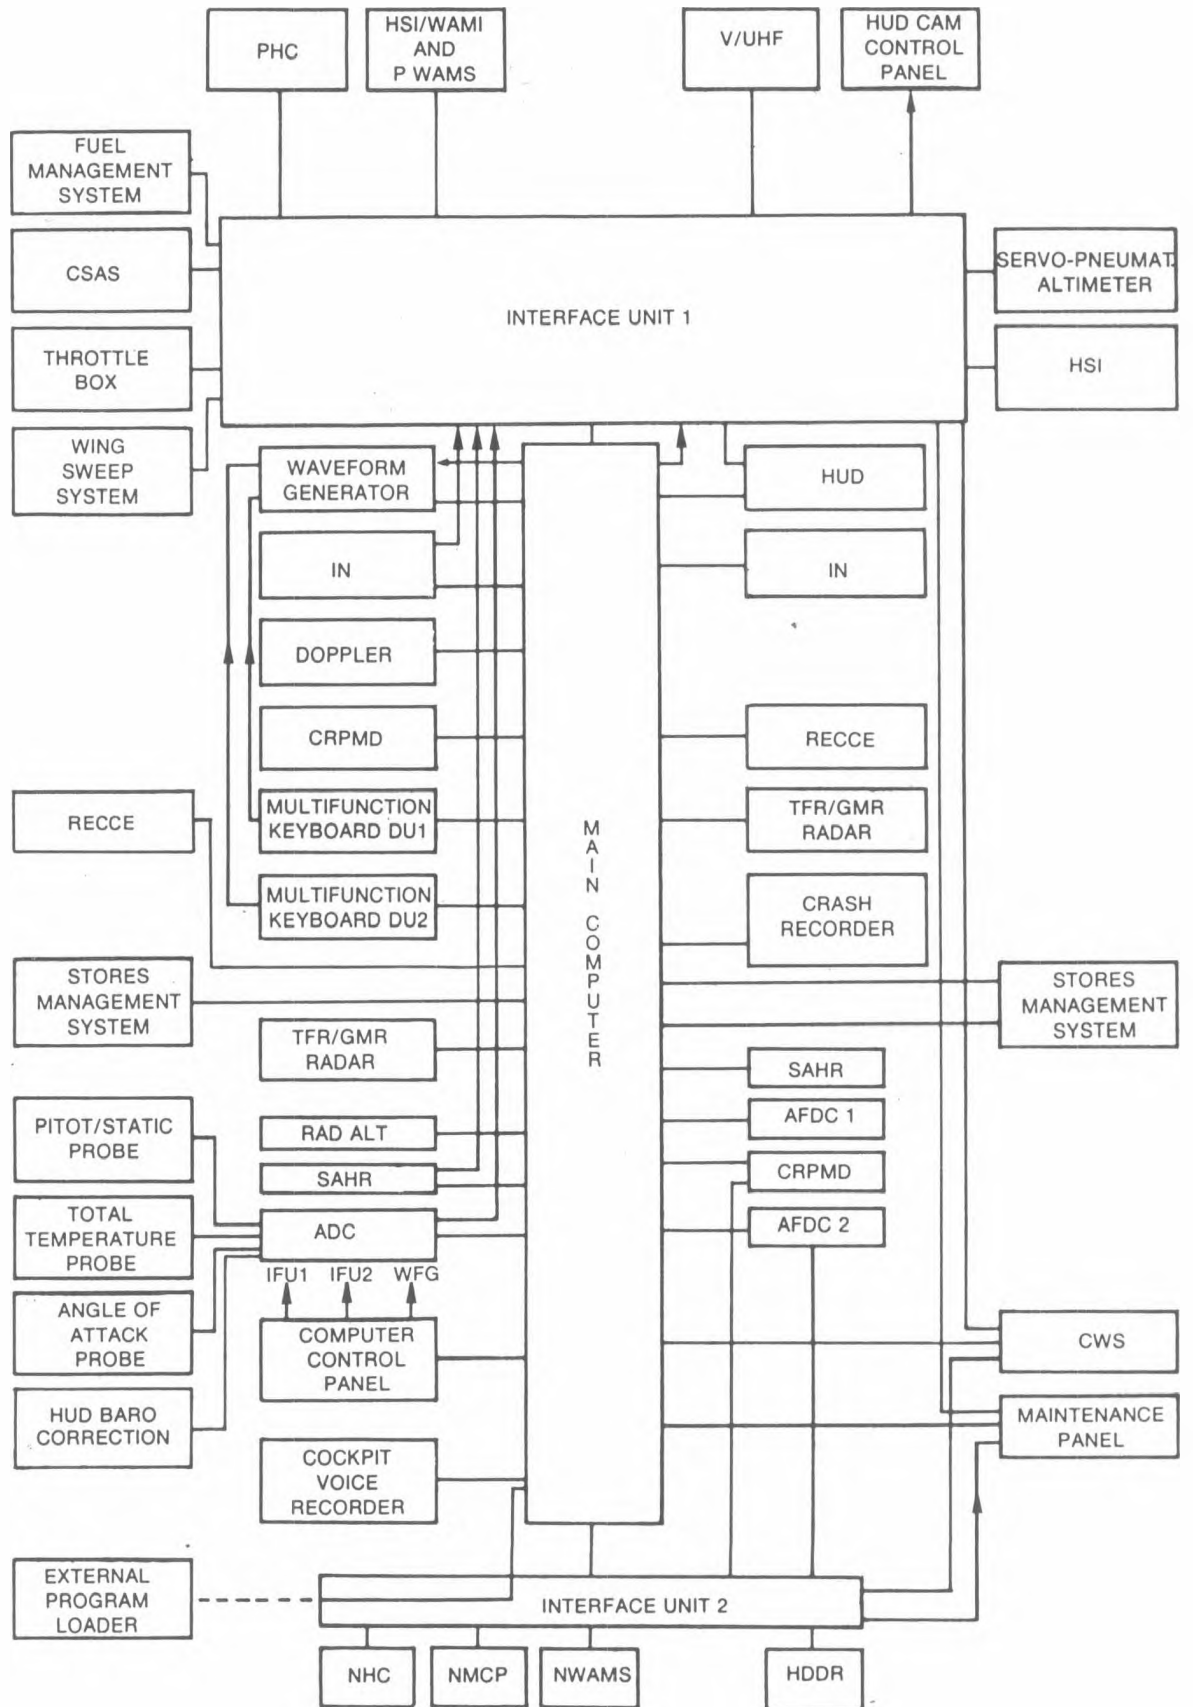 PHC
HSI/WAMI
AND
P WAMS
V/UHF
HUD CAM
CONTROL
PANEL
FUEL
MANAGEMENT
SYSTEM
CSAS
THROTTLE
BOX
WING
SWEEP
SYSTEM
INTERFACE UNIT 1
SERVO-PNEUMAT.
ALTIMETER
HSI
WAVEFORM
GENERATOR
IN
DOPPLER
CRPMD
MULTIFUNCTION
KEYBOARD DU1
MULTIFUNCTION
KEYBOARD DU2
RECCE
STORES
MANAGEMENT
SYSTEM
TFR/GMR
RADAR
RAD ALT
SAHR
ADC
PITOT/STATIC
PROBE
TOTAL
TEMPERATURE
PROBE
ANGLE OF
ATTACK
PROBE
HUD BARO
CORRECTION
IFU1 IFU2 WFG
COMPUTER
CONTROL
PANEL
COCKPIT
VOICE
RECORDER
MAIN COMPUTER
HUD
IN
RECCE
TFR/GMR
RADAR
CRASH
RECORDER
STORES
MANAGEMENT
SYSTEM
SAHR
AFDC 1
CRPMD
AFDC 2
CWS
MAINTENANCE
PANEL
EXTERNAL
PROGRAM
LOADER
INTERFACE UNIT 2
NHC
NMCP
NWAMS
HDDR